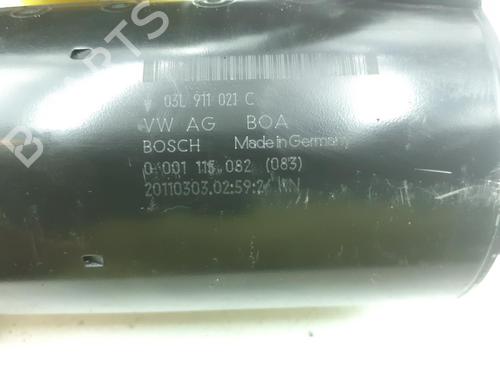 03L 911 021 C
VW AG BOA
BOSCH Made in Germany
0 001 115 082 (083)
20110303.02:59:2
PARTS